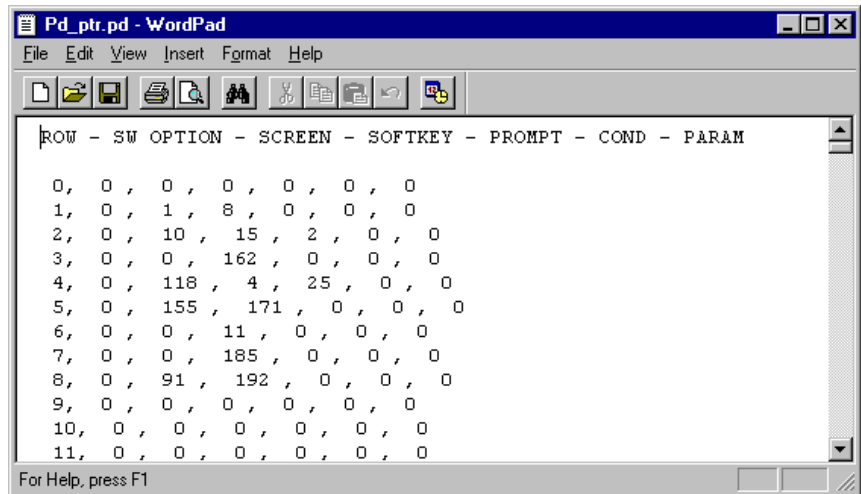 Pd_ptr.pd - WordPad
File Edit View Insert Format Help
ROW - SW OPTION - SCREEN - SOFTKEY - PROMPT - COND - PARAM
0, 0 , 0 , 0 , 0 , 0 , 0
1, 0 , 1 , 8 , 0 , 0 , 0
2, 0 , 10 , 15 , 2 , 0 , 0
3, 0 , 0 , 162 , 0 , 0 , 0
4, 0 , 118 , 4 , 25 , 0 , 0
5, 0 , 155 , 171 , 0 , 0 , 0
6, 0 , 0 , 11 , 0 , 0 , 0
7, 0 , 0 , 185 , 0 , 0 , 0
8, 0 , 91 , 192 , 0 , 0 , 0
9, 0 , 0 , 0 , 0 , 0 , 0
10, 0 , 0 , 0 , 0 , 0 , 0
11, 0 , 0 , 0 , 0 , 0 , 0
For Help, press F1